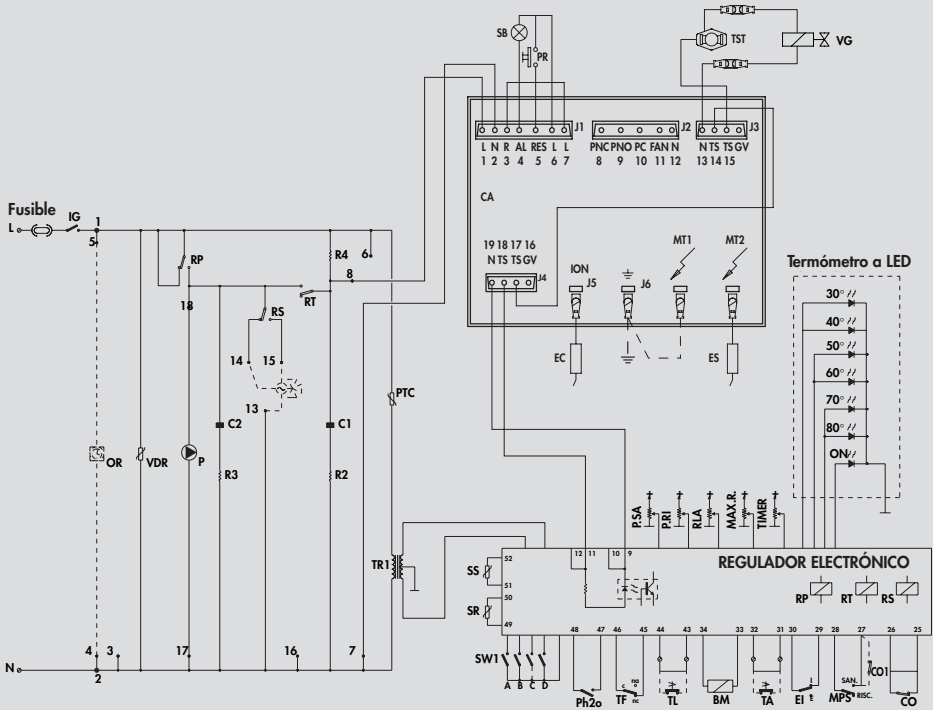 SB
PR
TST
VG
J1
J2
J3
L N R AL RES L L
1 2 3 4 5 6 7
PNC PNO PC FAN N
8 9 10 11 12
N TS TS GV
13 14 15
CA
19 18 17 16
N TS TS GV
J4
ION
J5
J6
MT1
MT2
EC
ES
Fusible
L
IG
1
5
RP
18
RS
RT
R4
6
8
14
15
13
PTC
C2
C1
OR
VDR
P
R3
R2
TR1
4
3
17
16
7
N
2
Termómetro a LED
30°
40°
50°
60°
70°
80°
ON
P.SA
P.RI
RLA
MAX.R.
TIMER
REGULADOR ELECTRÓNICO
12 11 10 9
RP
RT
RS
52
SS
51
50
SR
49
48 47 46 45 44 43 34 33 32 31 30 29 28 27 26 25
SW1
A B C D
Ph2o
c na
TF
nc
TL
BM
TA
EI
t
SAN.
MPS
RISC.
CO1
CO